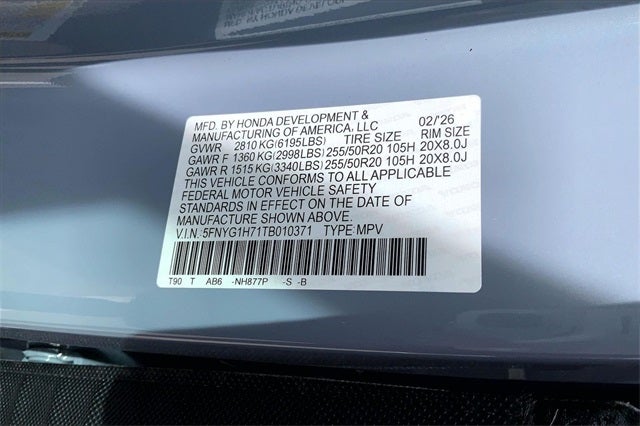 MFD. BY HONDA DEVELOPMENT & 02/'26
MANUFACTURING OF AMERICA, LLC
GVWR 2810 KG(6195LBS) TIRE SIZE RIM SIZE
GAWR F 1360 KG(2998LBS) 255/50R20 105H 20X8.0J
GAWR R 1515 KG(3340LBS) 255/50R20 105H 20X8.0J
THIS VEHICLE CONFORMS TO ALL APPLICABLE
FEDERAL MOTOR VEHICLE SAFETY
STANDARDS IN EFFECT ON THE DATE OF
MANUFACTURE SHOWN ABOVE.
V.I.N.: 5FNYG1H71TB010371 TYPE: MPV
T90 T AB6 -NH877P -S -B